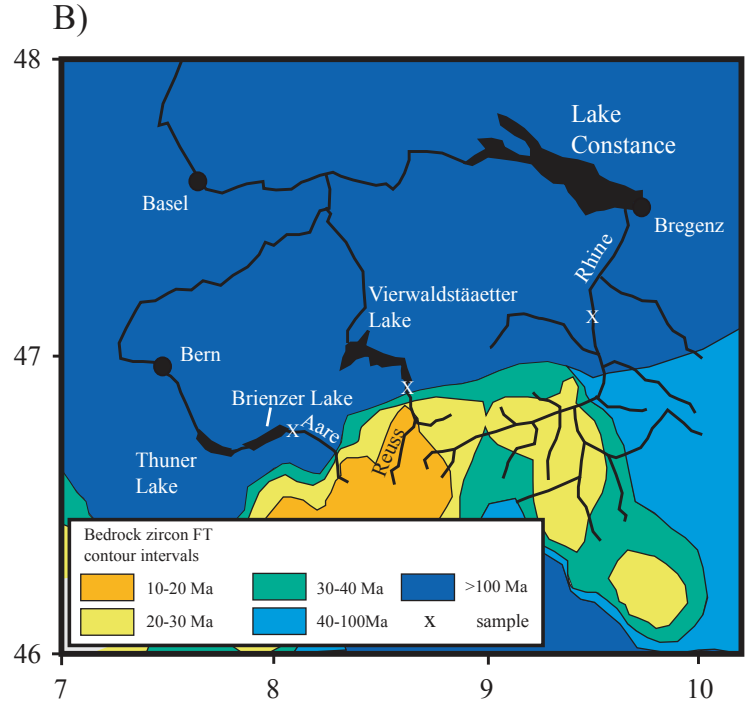 B)
48
Lake
Constance
Basel
Bregenz
Rhine
Vierwaldstäaetter
Lake
X
47
Bern
X
Brienzer Lake
X
Aare
Reuss
Thuner
Lake
Bedrock zircon FT
contour intervals
10-20 Ma
30-40 Ma
>100 Ma
20-30 Ma
40-100Ma
x
sample
46
7
8
9
10